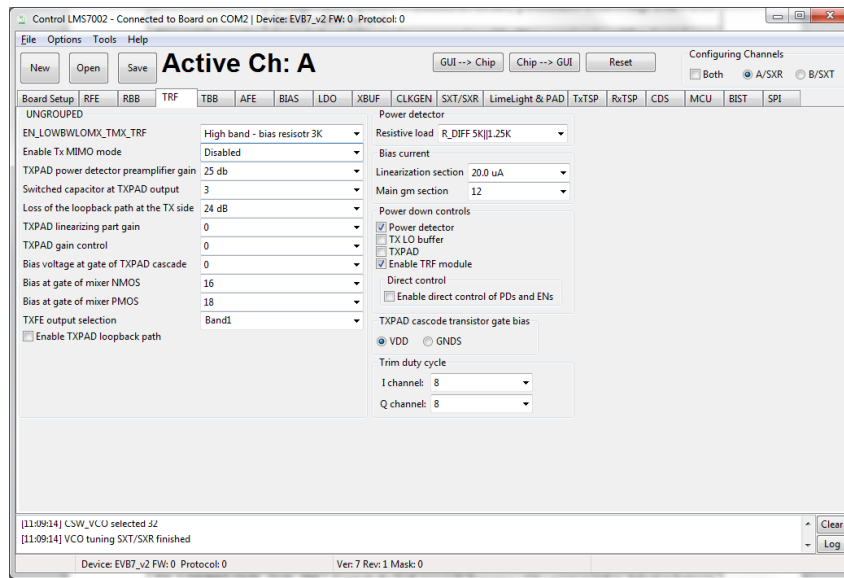 Control LMS7002 - Connected to Board on COM2 | Device: EVB7_v2 FW: 0 Protocol: 0
File Options Tools Help
New Open Save Active Ch: A GUI --> Chip Chip --> GUI Reset
Configuring Channels
Both A/SXR B/SXT
Board Setup RFE RBB TRF TBB AFE BIAS LDO XBUF CLKGEN SXT/SXR LimeLight & PAD TxTSP RxTSP CDS MCU BIST SPI
UNGROUPED
EN_LOWBWLOMX_TMX_TRF High band - bias resisotr 3K
Enable Tx MIMO mode Disabled
TXPAD power detector preamplifier gain 25 db
Switched capacitor at TXPAD output 3
Loss of the loopback path at the TX side 24 dB
TXPAD linearizing part gain 0
TXPAD gain control 0
Bias voltage at gate of TXPAD cascade 0
Bias at gate of mixer NMOS 16
Bias at gate of mixer PMOS 18
TXFE output selection Band1
Enable TXPAD loopback path
Power detector
Resistive load R_DIFF 5K||1.25K
Bias current
Linearization section 20.0 uA
Main gm section 12
Power down controls
Power detector
TX LO buffer
TXPAD
Enable TRF module
Direct control
Enable direct control of PDs and ENs
TXPAD cascode transistor gate bias
VDD GNDS
Trim duty cycle
I channel: 8
Q channel: 8
[11:09:14] CSW_VCO selected 32
[11:09:14] VCO tuning SXT/SXR finished
Clear
Log
Device: EVB7_v2 FW: 0 Protocol: 0 Ver: 7 Rev: 1 Mask: 0